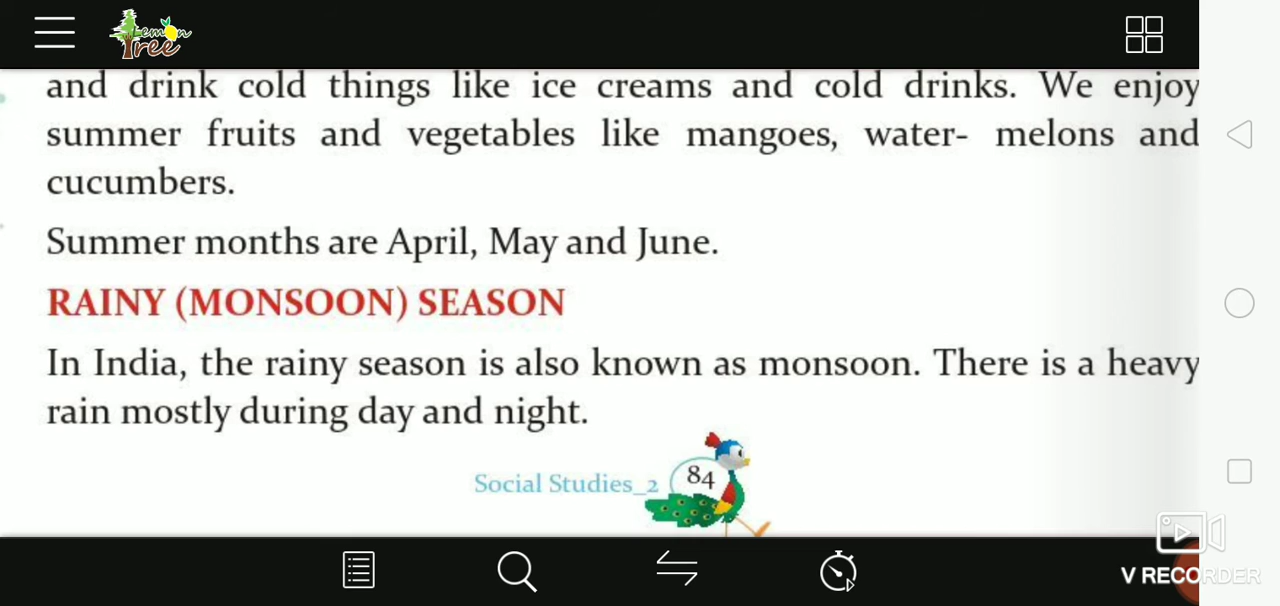 Lemon
Tree
and drink cold things like ice creams and cold drinks. We enjoy
summer fruits and vegetables like mangoes, water- melons and
cucumbers.
Summer months are April, May and June.
RAINY (MONSOON) SEASON
In India, the rainy season is also known as monsoon. There is a heavy
rain mostly during day and night.
Social Studies_2 84
V RECORDER